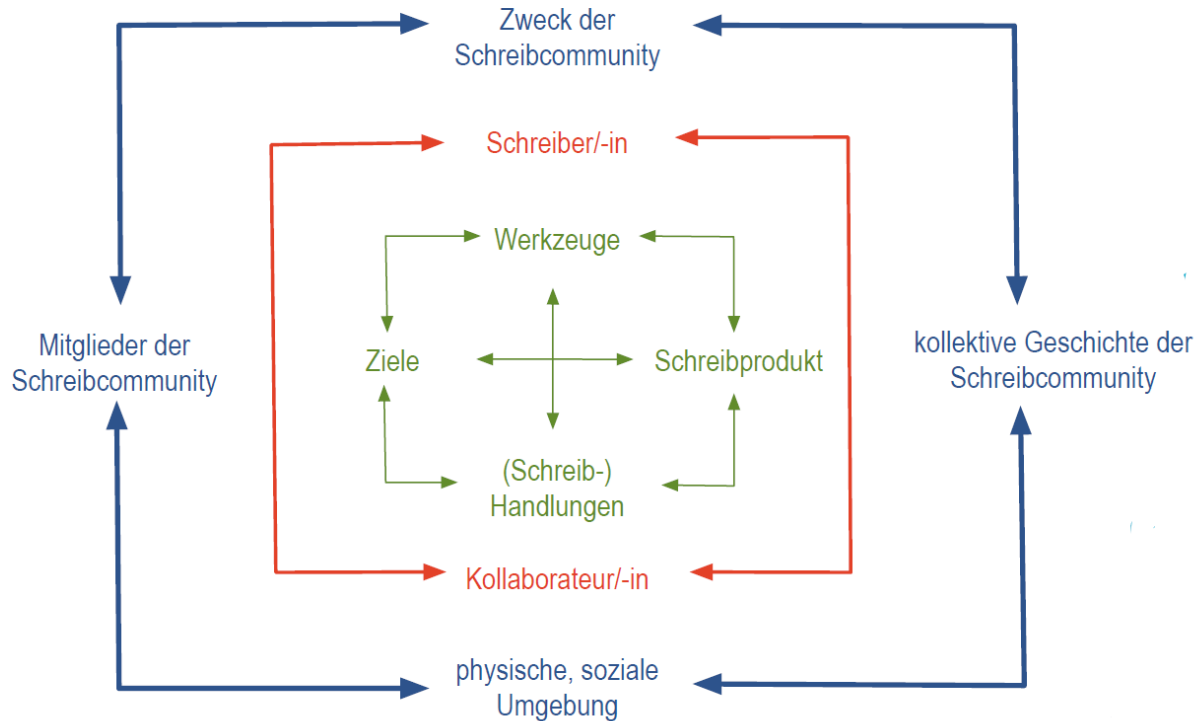 Zweck der
Schreibcommunity
Schreiber/-in
Werkzeuge
Mitglieder der
Schreibcommunity
Ziele
Schreibprodukt
kollektive Geschichte der
Schreibcommunity
(Schreib-)
Handlungen
Kollaborateur/-in
physische, soziale
Umgebung